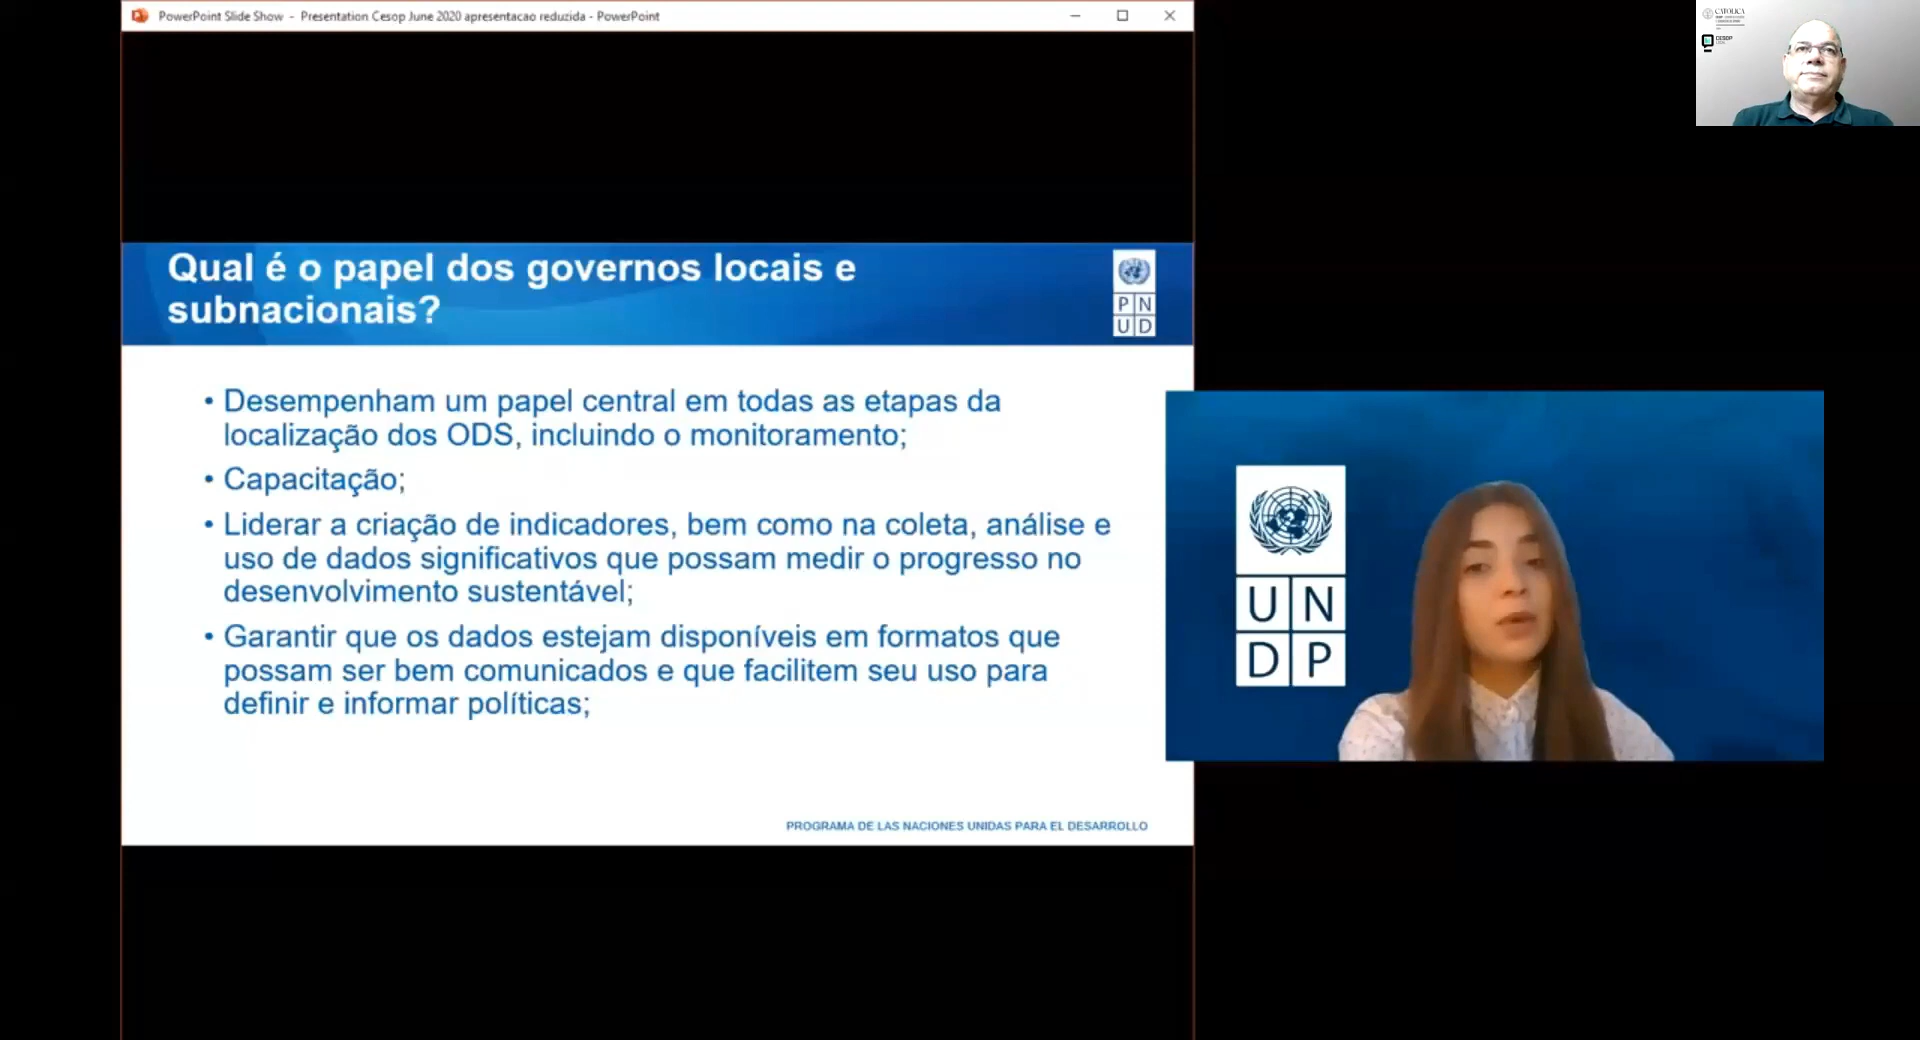 PowerPoint Slide Show - Presentation Cesop June 2020 apresentacao reduzida - PowerPoint
CATOLICA
CESOP
Qual é o papel dos governos locais e
subnacionais?
P N
U D
• Desempenham um papel central em todas as etapas da
localização dos ODS, incluindo o monitoramento;
• Capacitação;
• Liderar a criação de indicadores, bem como na coleta, análise e
uso de dados significativos que possam medir o progresso no
desenvolvimento sustentável;
• Garantir que os dados estejam disponíveis em formatos que
possam ser bem comunicados e que facilitem seu uso para
definir e informar políticas;
PROGRAMA DE LAS NACIONES UNIDAS PARA EL DESARROLLO
U N
D P